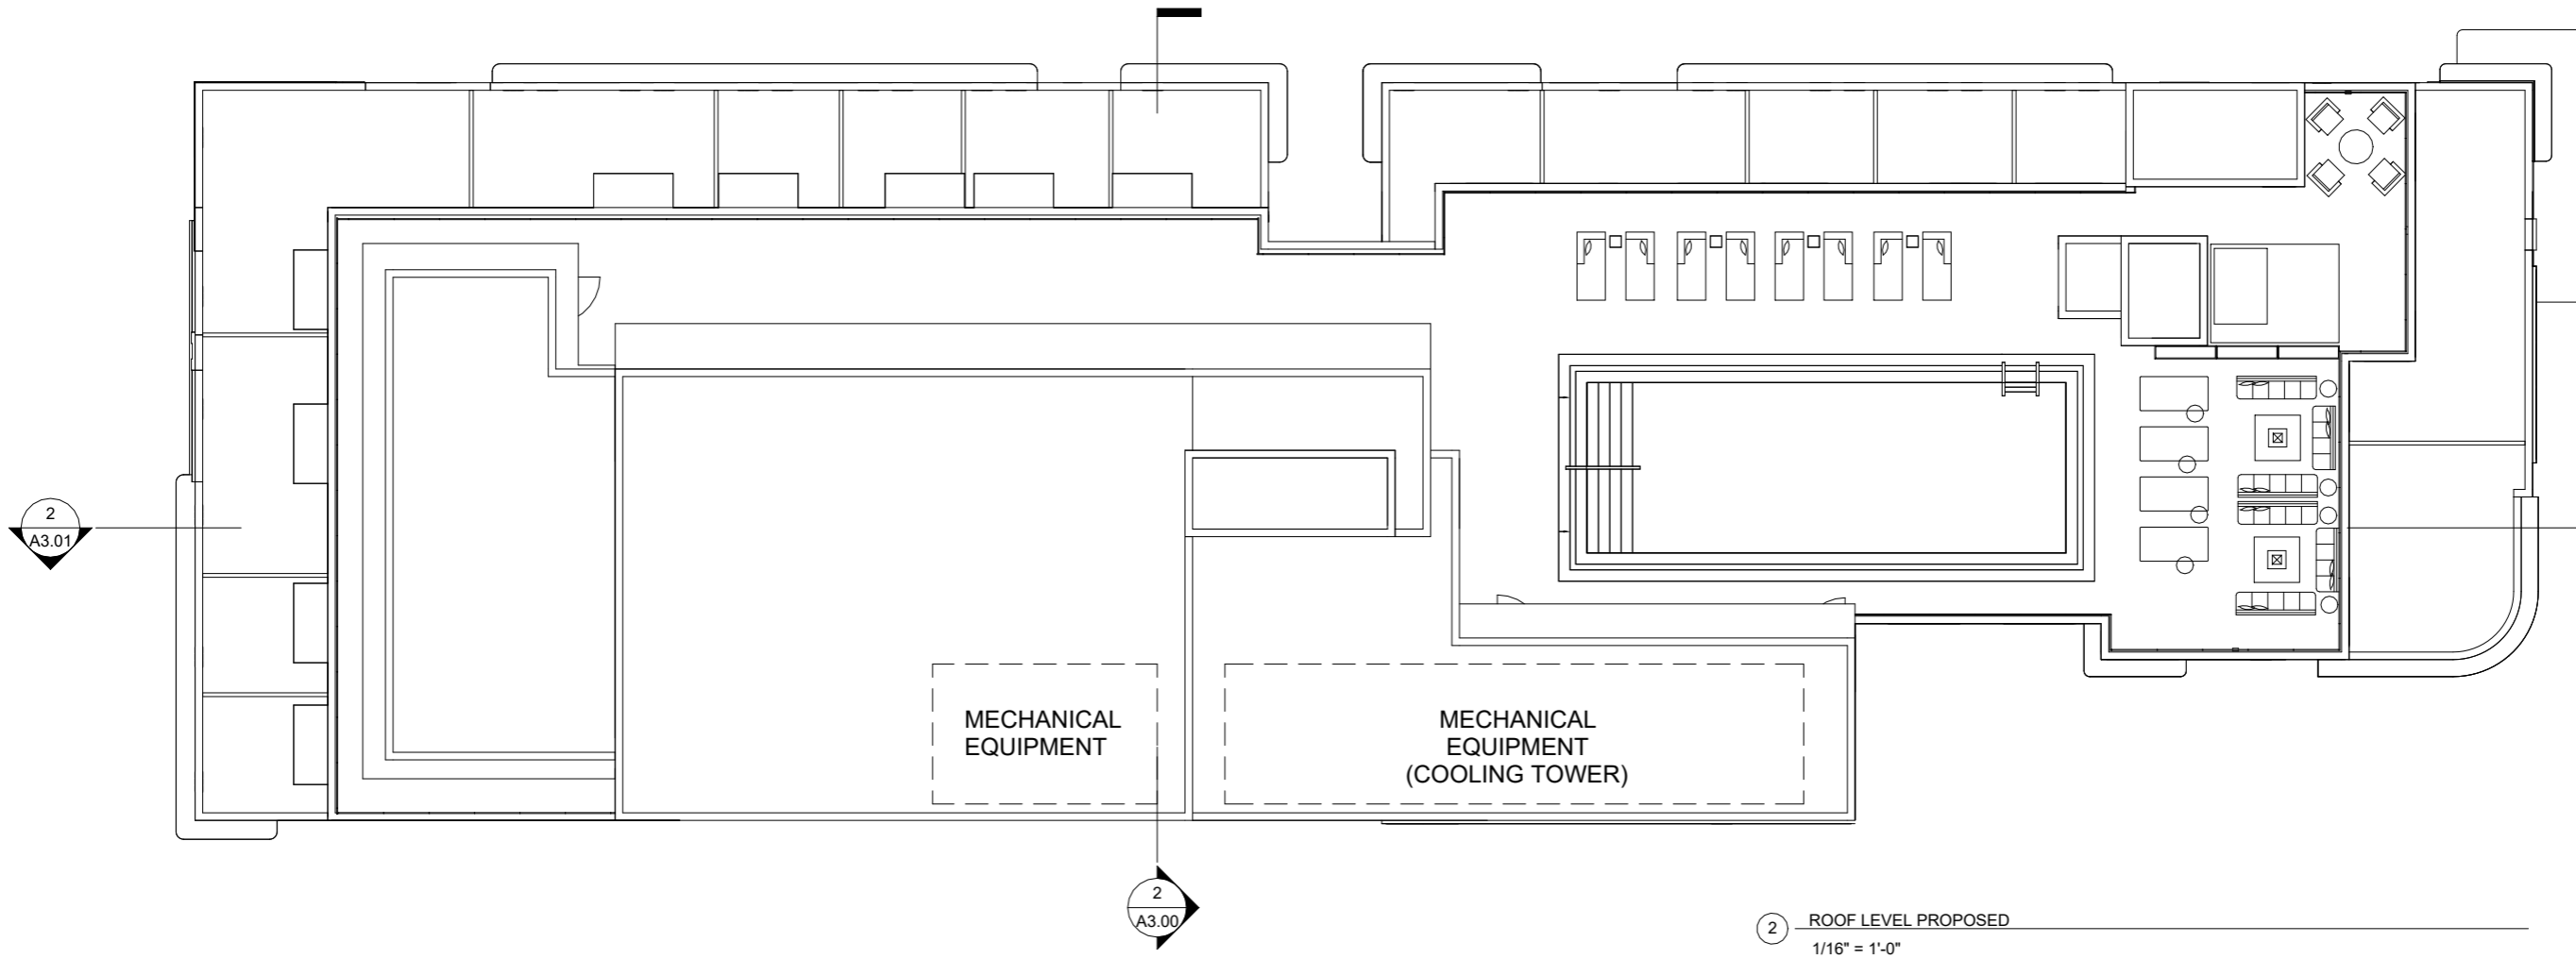 2
A3.01
MECHANICAL
EQUIPMENT
MECHANICAL
EQUIPMENT
(COOLING TOWER)
2
A3.00
2
ROOF LEVEL PROPOSED
1/16" = 1'-0"